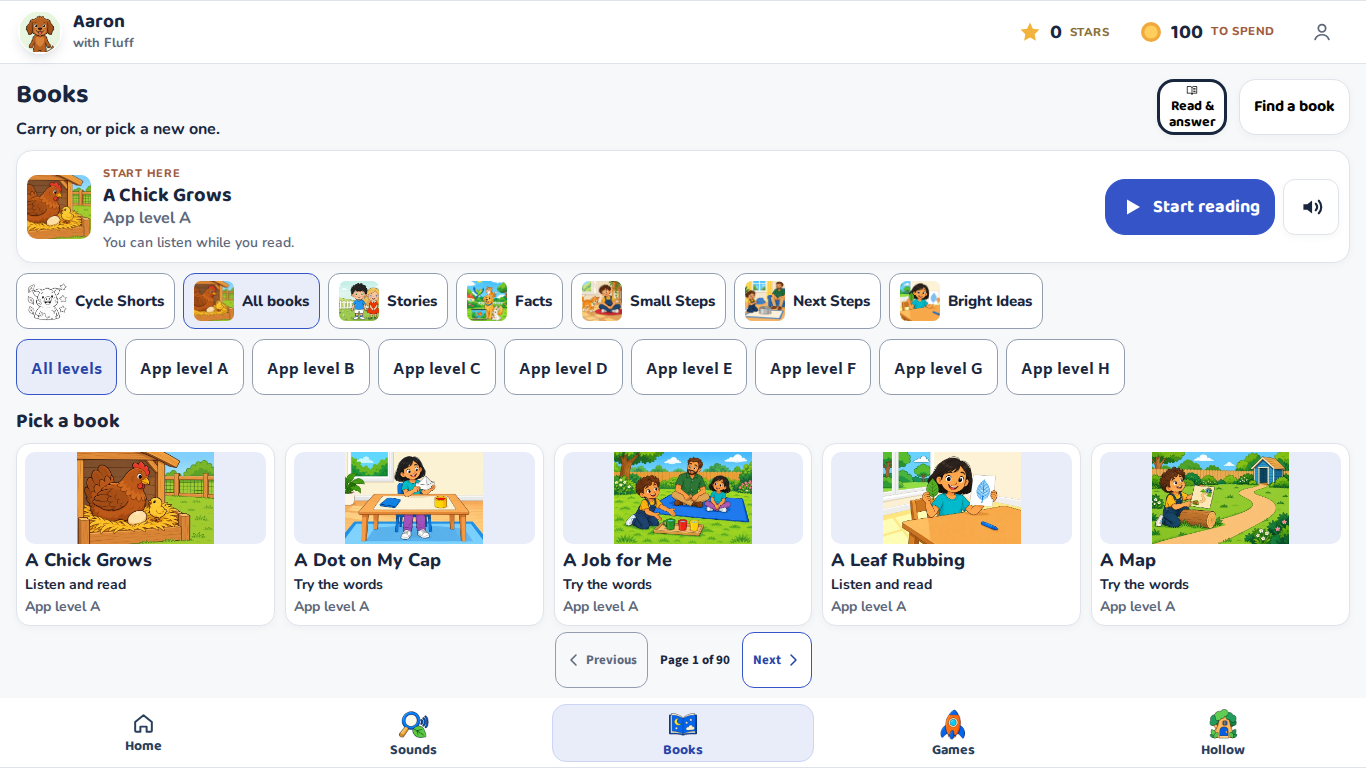 Aaron
with Fluff
0 STARS
100 TO SPEND
Books
Carry on, or pick a new one.
Read &
answer
Find a book
START HERE
A Chick Grows
App level A
You can listen while you read.
Start reading
Cycle Shorts
All books
Stories
Facts
Small Steps
Next Steps
Bright Ideas
All levels
App level A
App level B
App level C
App level D
App level E
App level F
App level G
App level H
Pick a book
A Chick Grows
Listen and read
App level A
A Dot on My Cap
Try the words
App level A
A Job for Me
Try the words
App level A
A Leaf Rubbing
Listen and read
App level A
A Map
Try the words
App level A
Previous
Page 1 of 90
Next
Home
Sounds
Books
Games
Hollow